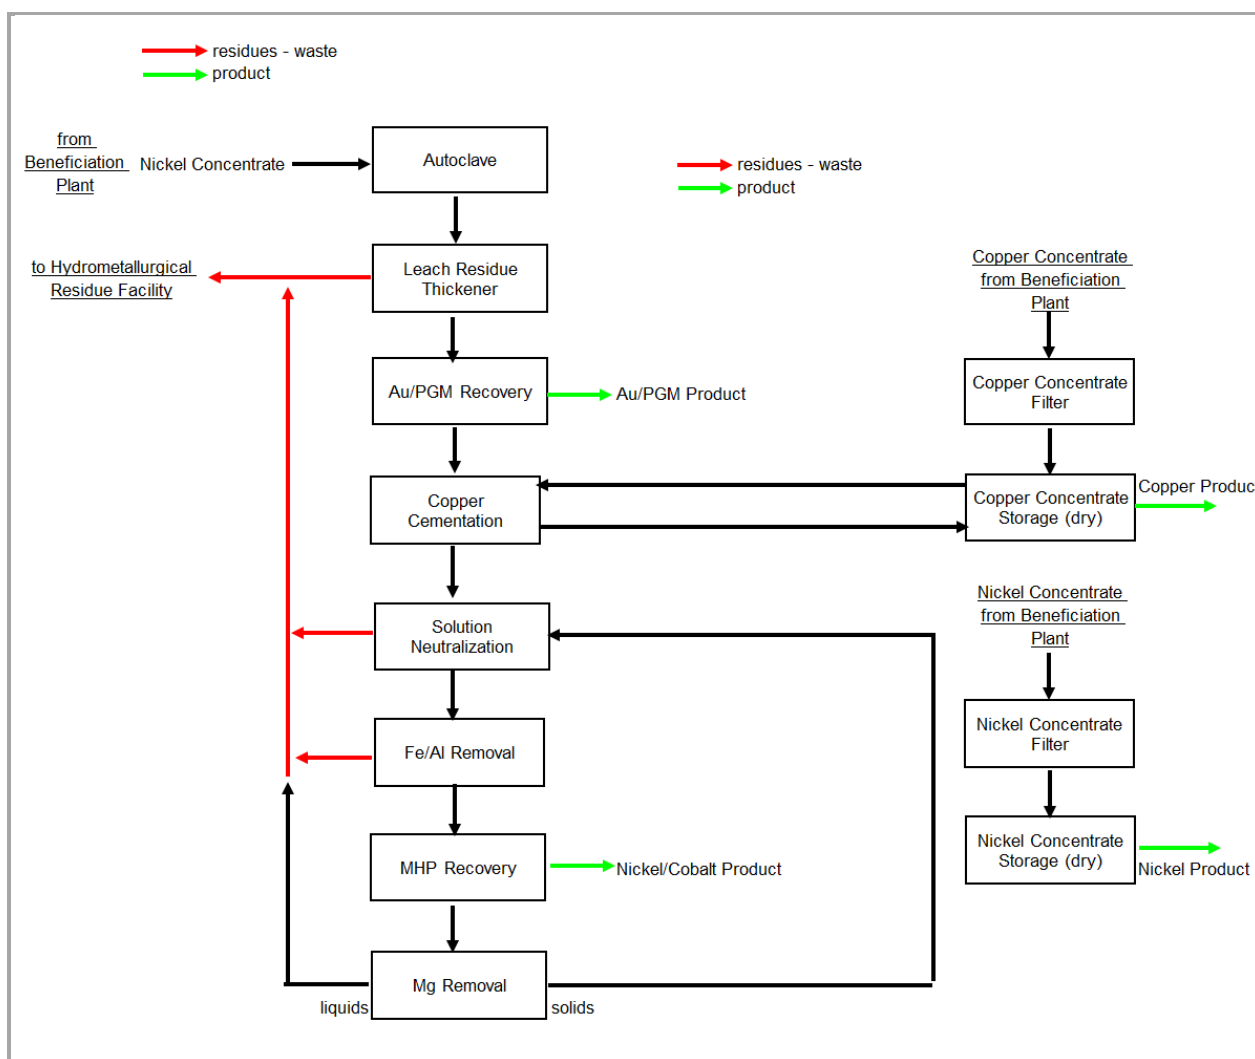 residues - waste
product
from
Beneficiation
Plant
Nickel Concentrate
Autoclave
residues - waste
product
to Hydrometallurgical
Residue Facility
Leach Residue
Thickener
Copper Concentrate
from Beneficiation
Plant
Au/PGM Recovery
Au/PGM Product
Copper Concentrate
Filter
Copper
Cementation
Copper Concentrate
Storage (dry)
Copper Produc
Solution
Neutralization
Nickel Concentrate
from Beneficiation
Plant
Fe/Al Removal
Nickel Concentrate
Filter
MHP Recovery
Nickel/Cobalt Product
Nickel Concentrate
Storage (dry)
Nickel Product
Mg Removal
liquids
solids